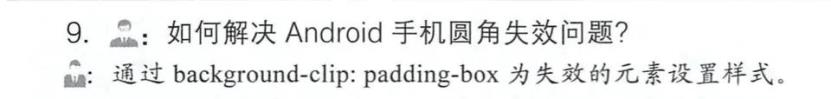 9. ：如何解决 Android 手机圆角失效问题?
：通过 background-clip: padding-box 为失效的元素设置样式。